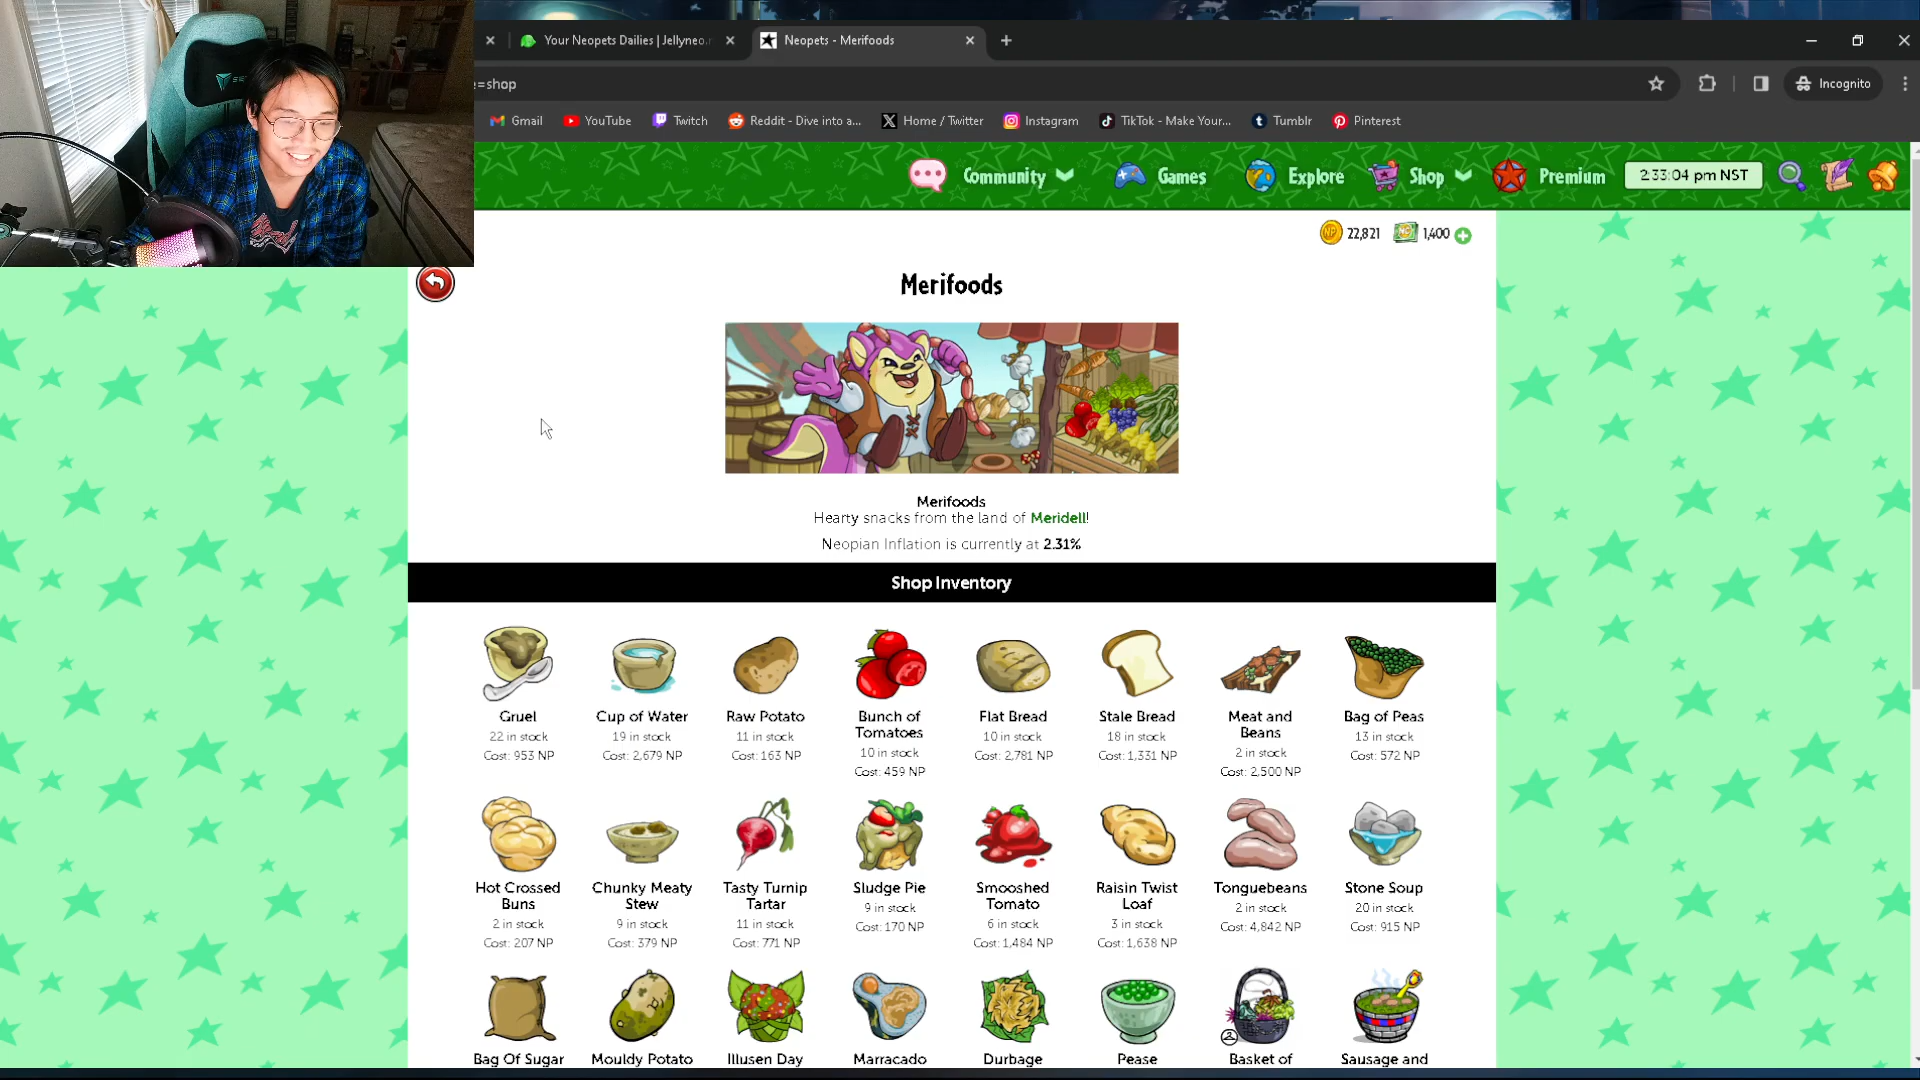 Your Neopets Dailies | Jellyneo.
Neopets - Merifoods
=shop
Incognito
Gmail
YouTube
Twitch
Reddit - Dive into a...
Home / Twitter
Instagram
TikTok - Make Your...
Tumblr
Pinterest
Community
Games
Explore
Shop
Premium
2:33:04 pm NST
NP 22,821
NC 1,400
Merifoods
Merifoods
Hearty snacks from the land of Meridell!
Neopian Inflation is currently at 2.31%
Shop Inventory
Gruel
22 in stock
Cost: 953 NP
Cup of Water
19 in stock
Cost: 2,679 NP
Raw Potato
11 in stock
Cost: 163 NP
Bunch of
Tomatoes
10 in stock
Cost: 459 NP
Flat Bread
10 in stock
Cost: 2,781 NP
Stale Bread
18 in stock
Cost: 1,331 NP
Meat and
Beans
2 in stock
Cost: 2,500 NP
Bag of Peas
13 in stock
Cost: 572 NP
Hot Crossed
Buns
2 in stock
Cost: 207 NP
Chunky Meaty
Stew
9 in stock
Cost: 379 NP
Tasty Turnip
Tartar
11 in stock
Cost: 771 NP
Sludge Pie
9 in stock
Cost: 170 NP
Smooshed
Tomato
6 in stock
Cost: 1,484 NP
Raisin Twist
Loaf
3 in stock
Cost: 1,638 NP
Tonguebeans
2 in stock
Cost: 4,842 NP
Stone Soup
20 in stock
Cost: 915 NP
Bag Of Sugar
Mouldy Potato
Illusen Day
Marracado
Durbage
Pease
Basket of
Sausage and